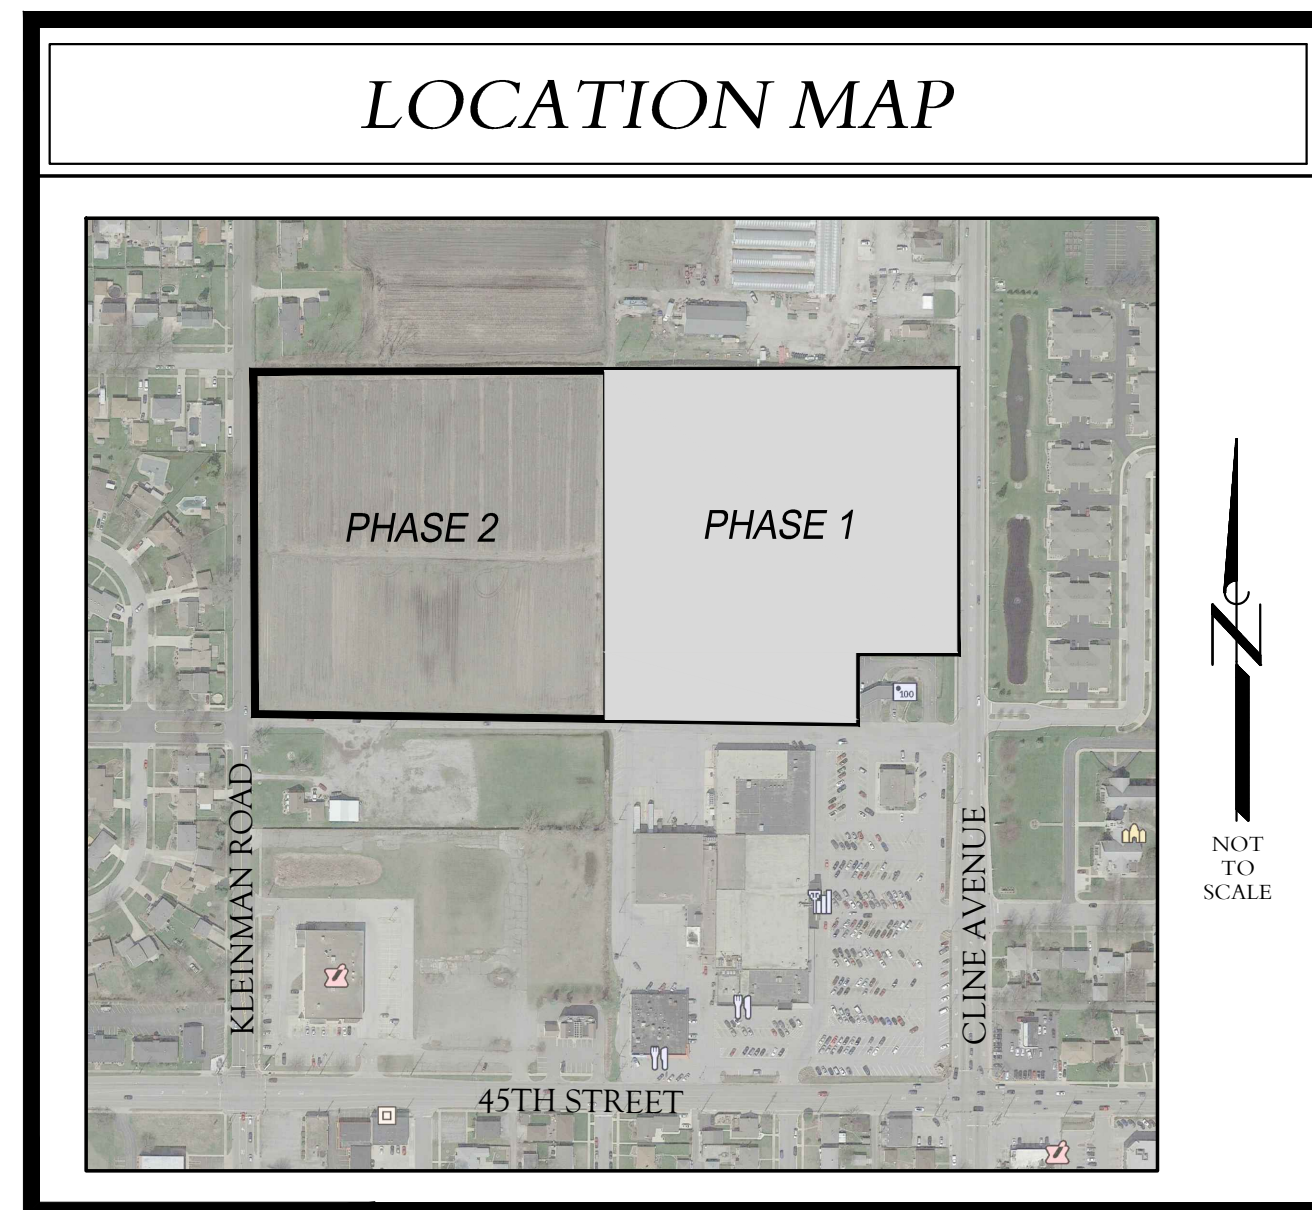 LOCATION MAP
PHASE 2
PHASE 1
100
KLEINMAN ROAD
CLINE AVENUE
NOT
TO
SCALE
45TH STREET